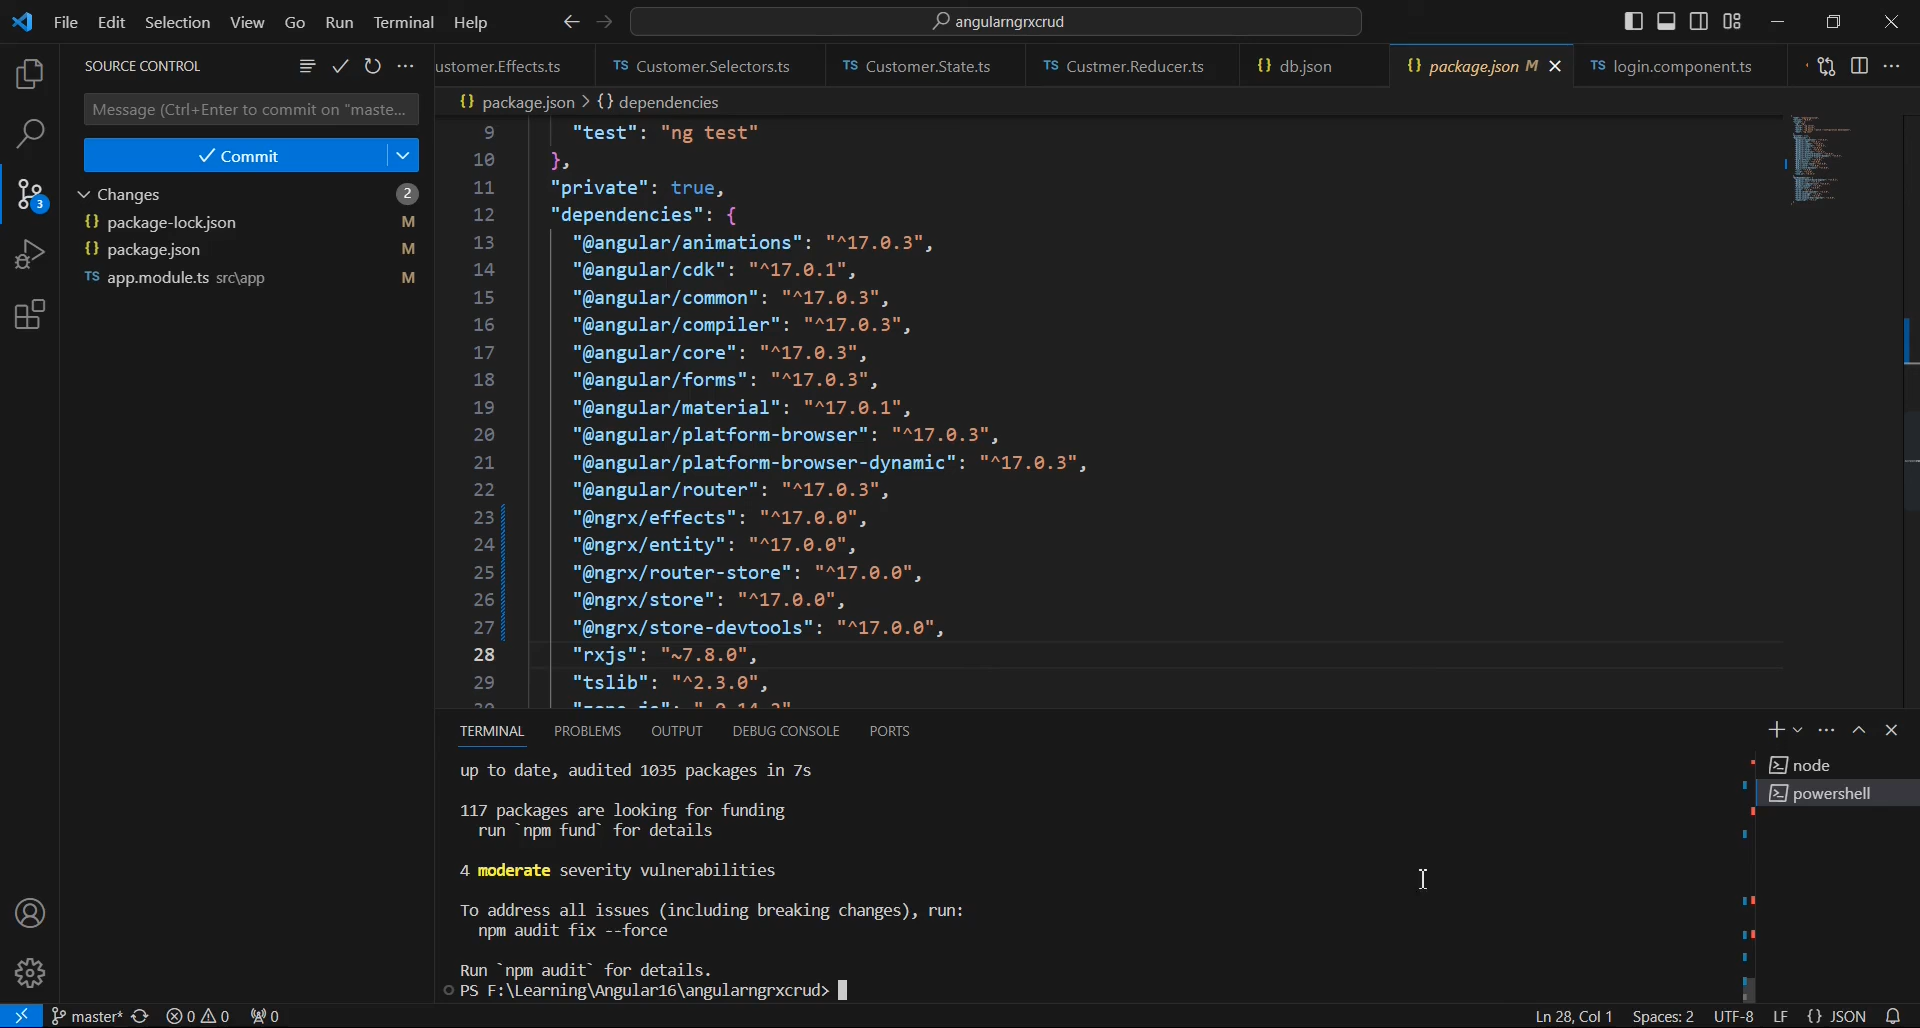 File Edit Selection View Go Run Terminal Help
angularngrxcrud
SOURCE CONTROL
Message (Ctrl+Enter to commit on "maste...
Commit
Changes 2
3
{} package-lock.json M
{} package.json M
TS app.module.ts src\app M
ustomer.Effects.ts
TS Customer.Selectors.ts
TS Customer.State.ts
TS Custmer.Reducer.ts
{} db.json
{} package.json M
TS login.component.ts
{} package.json > {} dependencies
9 "test": "ng test"
10 },
11 "private": true,
12 "dependencies": {
13 "@angular/animations": "^17.0.3",
14 "@angular/cdk": "^17.0.1",
15 "@angular/common": "^17.0.3",
16 "@angular/compiler": "^17.0.3",
17 "@angular/core": "^17.0.3",
18 "@angular/forms": "^17.0.3",
19 "@angular/material": "^17.0.1",
20 "@angular/platform-browser": "^17.0.3",
21 "@angular/platform-browser-dynamic": "^17.0.3",
22 "@angular/router": "^17.0.3",
23 "@ngrx/effects": "^17.0.0",
24 "@ngrx/entity": "^17.0.0",
25 "@ngrx/router-store": "^17.0.0",
26 "@ngrx/store": "^17.0.0",
27 "@ngrx/store-devtools": "^17.0.0",
28 "rxjs": "~7.8.0",
29 "tslib": "^2.3.0",
TERMINAL PROBLEMS OUTPUT DEBUG CONSOLE PORTS
up to date, audited 1035 packages in 7s
117 packages are looking for funding
run `npm fund` for details
4 moderate severity vulnerabilities
To address all issues (including breaking changes), run:
npm audit fix --force
Run `npm audit` for details.
PS F:\Learning\Angular16\angularngrxcrud>
node
powershell
master* 0 0 0
Ln 28, Col 1 Spaces: 2 UTF-8 LF {} JSON